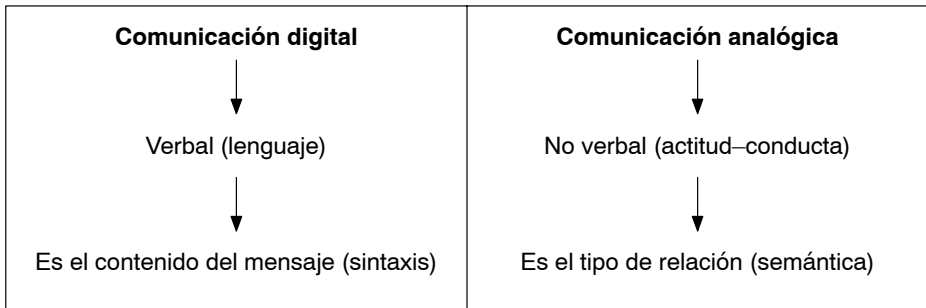 Comunicación digital
Verbal (lenguaje)
Es el contenido del mensaje (sintaxis)
Comunicación analógica
No verbal (actitud–conducta)
Es el tipo de relación (semántica)